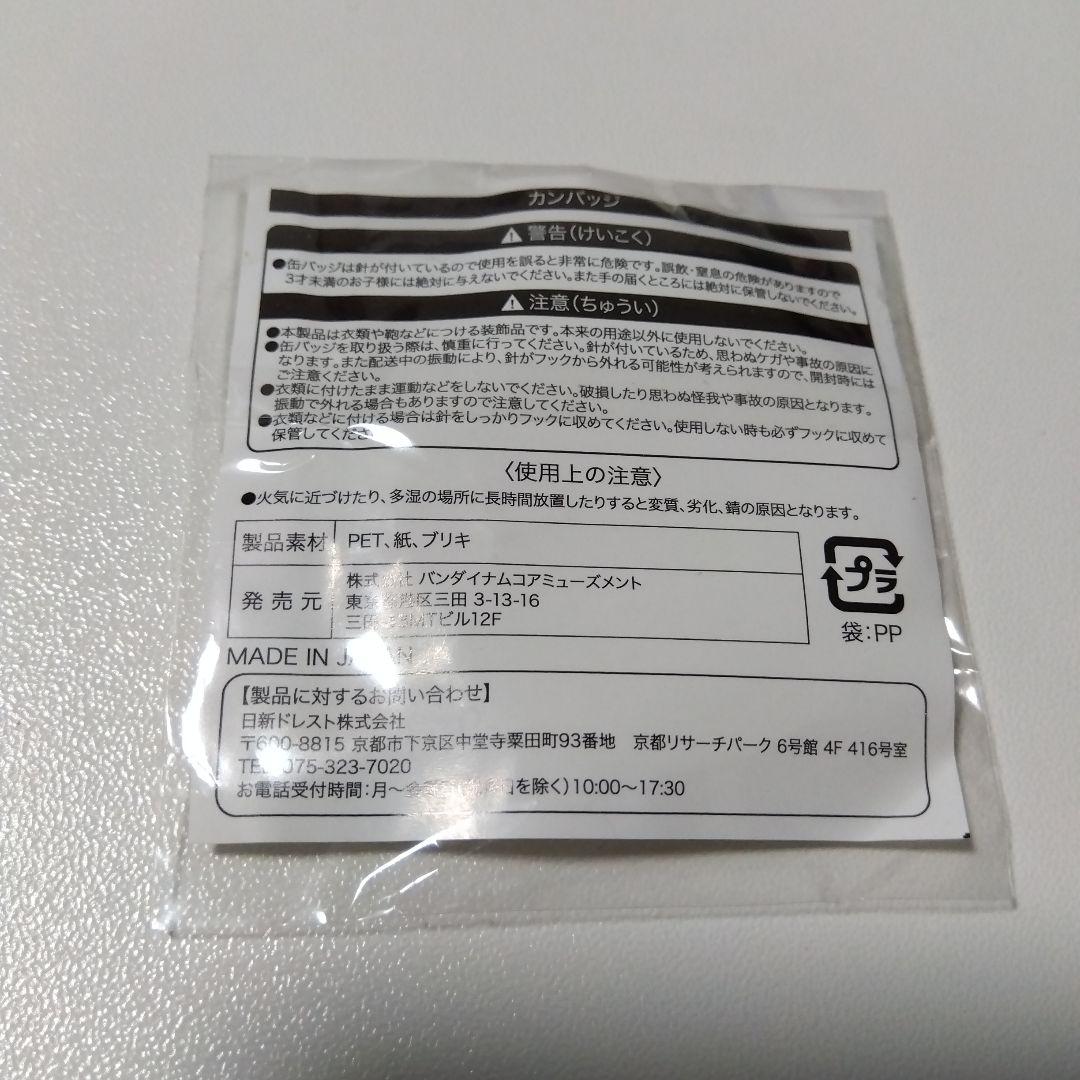 カンバッジ
警告(けいこく)
●缶バッジは針が付いているので使用を誤ると非常に危険です。誤飲・窒息の危険がありますので
3才未満のお子様には絶対に与えないでください。また手の届くところには絶対に保管しないでください。
注意(ちゅうい)
●本製品は衣類や鞄などにつける装飾品です。本来の用途以外に使用しないでください。
●缶バッジを取り扱う際は、慎重に行ってください。針が付いているため、思わぬケガや事故の原因に
なります。また配送中の振動により、針がフックから外れる可能性が考えられますので、開封時には
ご注意ください。
●衣類に付けたまま運動などをしないでください。破損したり思わぬ怪我や事故の原因となります。
振動で外れる場合もありますので注意してください。
●衣類などに付ける場合は針をしっかりフックに収めてください。使用しない時も必ずフックに収めて
保管してくださ
〈使用上の注意〉
●火気に近づけたり、多湿の場所に長時間放置したりすると変質、劣化、錆の原因となります。
製品素材 PET、紙、ブリキ
発売元 株式会社 バンダイナムコアミューズメント
東京都港区三田 3-13-16
三田 ビル12F
プラ
袋:PP
MADE IN JAPAN
【製品に対するお問い合わせ】
日新ドレスト株式会社
〒600-8815 京都市下京区中堂寺粟田町93番地 京都リサーチパーク 6号館 4F 416号室
TEL 075-323-7020
お電話受付時間:月〜 を除く)10:00〜17:30